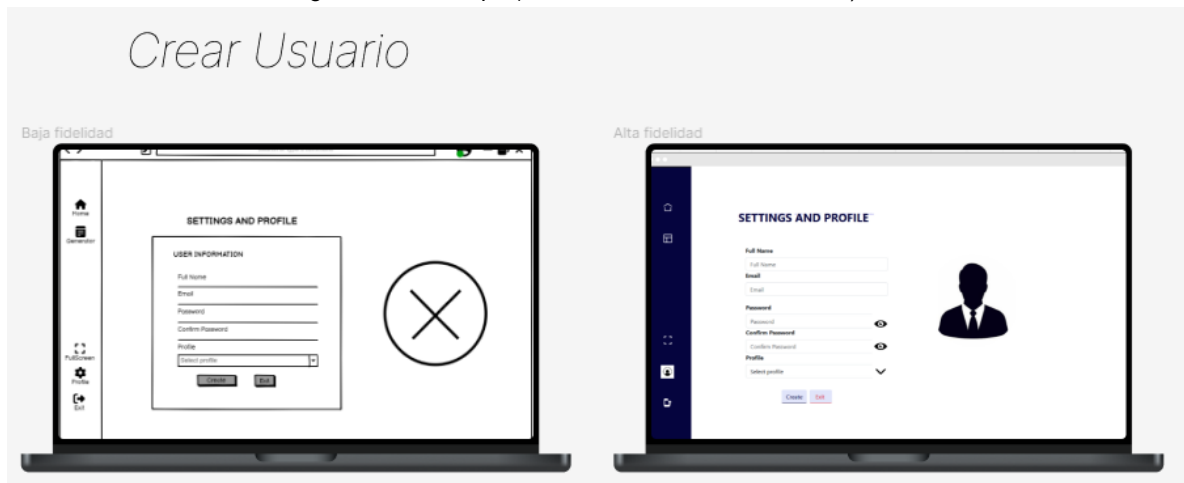 Crear Usuario
Baja fidelidad
Home
Generator
SETTINGS AND PROFILE
USER INFORMATION
Full Name
Email
Password
Confirm Password
Profile
Select profile
Create
Exit
FullScreen
Profile
Exit
Alta fidelidad
SETTINGS AND PROFILE
Full Name
Full Name
Email
Email
Password
Password
Confirm Password
Confirm Password
Profile
Select profile
Create
Exit